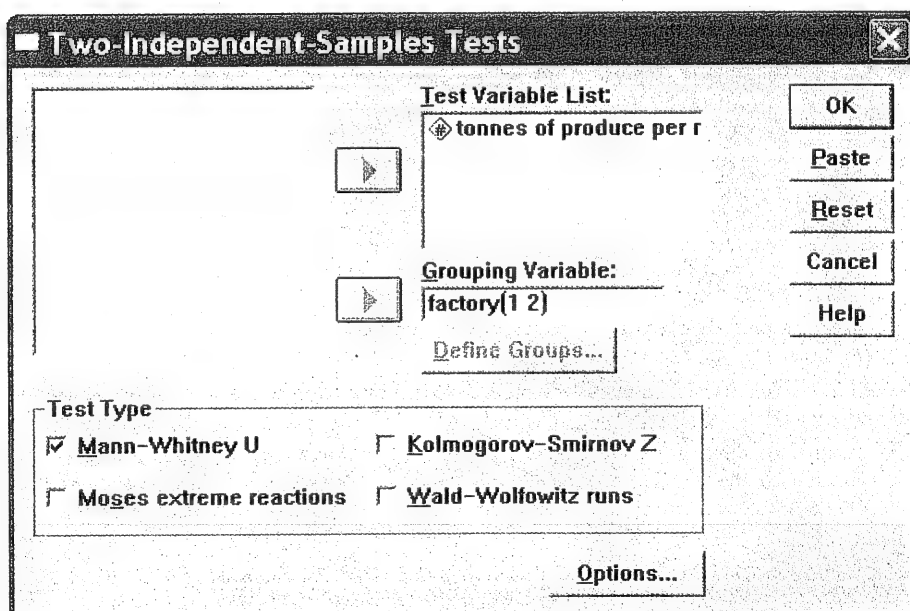 Two-Independent-Samples Tests
Test Variable List:
# tonnes of produce per r
OK
Paste
Reset
Cancel
Help
Grouping Variable:
factory(1 2)
Define Groups...
Test Type
Mann-Whitney U
Kolmogorov-Smirnov Z
Moses extreme reactions
Wald-Wolfowitz runs
Options...